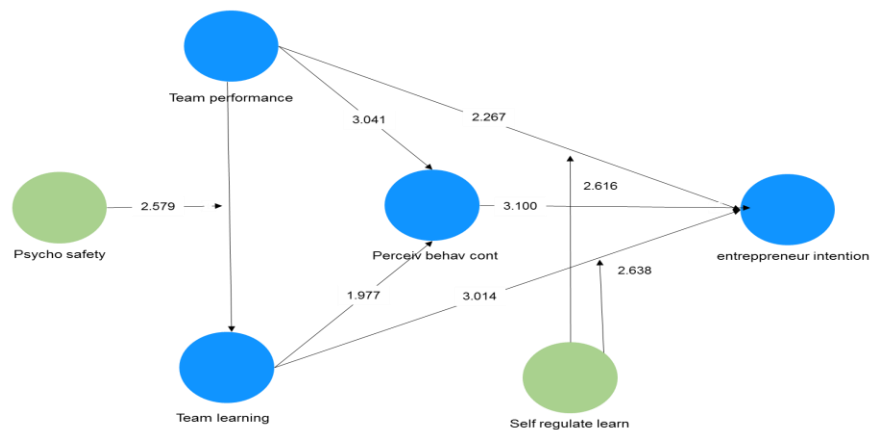 Team performance
3.041
2.267
2.579
2.616
3.100
Psycho safety
Perceiv behav cont
entreppreneur intention
2.638
1.977
3.014
Team learning
Self regulate learn